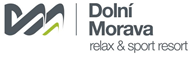 Dolní
Morava
relax & sport resort